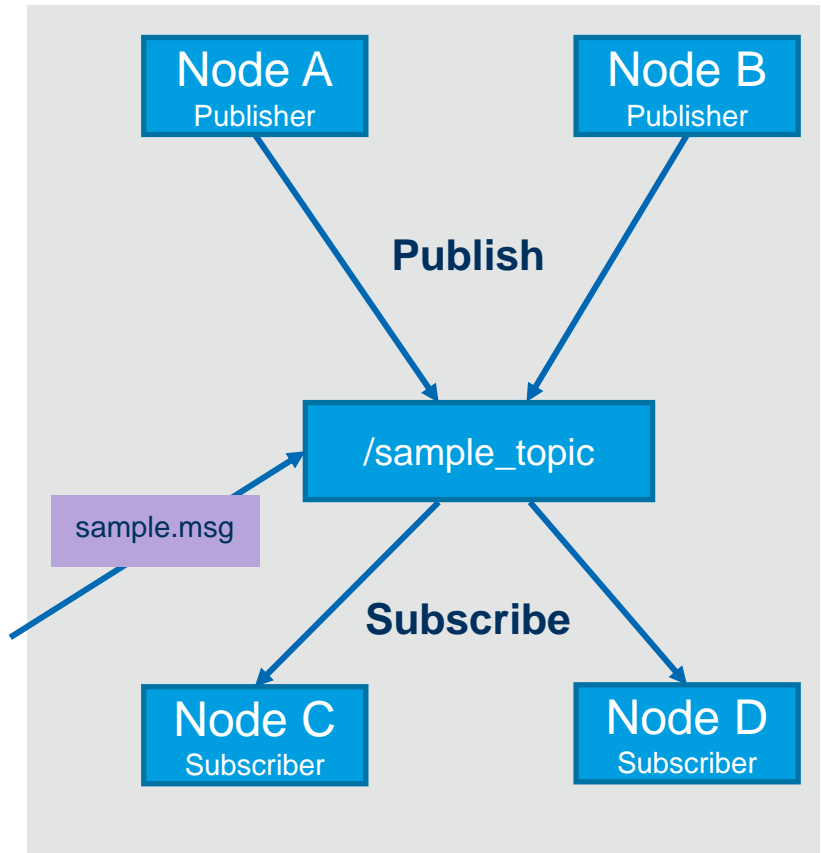 Node A
Publisher
Node B
Publisher
Publish
/sample_topic
sample.msg
Subscribe
Node C
Subscriber
Node D
Subscriber